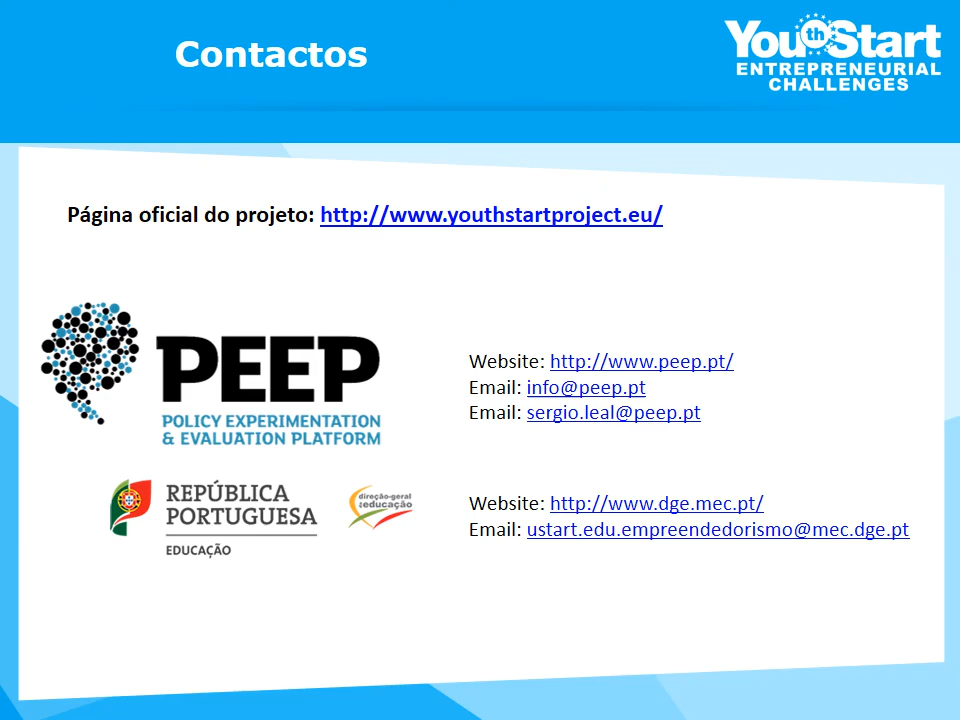 Contactos
YouthStart
ENTREPRENEURIAL
CHALLENGES
Página oficial do projeto: http://www.youthstartproject.eu/
PEEP
POLICY EXPERIMENTATION
& EVALUATION PLATFORM
Website: http://www.peep.pt/
Email: info@peep.pt
Email: sergio.leal@peep.pt
REPÚBLICA
PORTUGUESA
EDUCAÇÃO
direção-geral
da educação
Website: http://www.dge.mec.pt/
Email: ustart.edu.empreendedorismo@mec.dge.pt